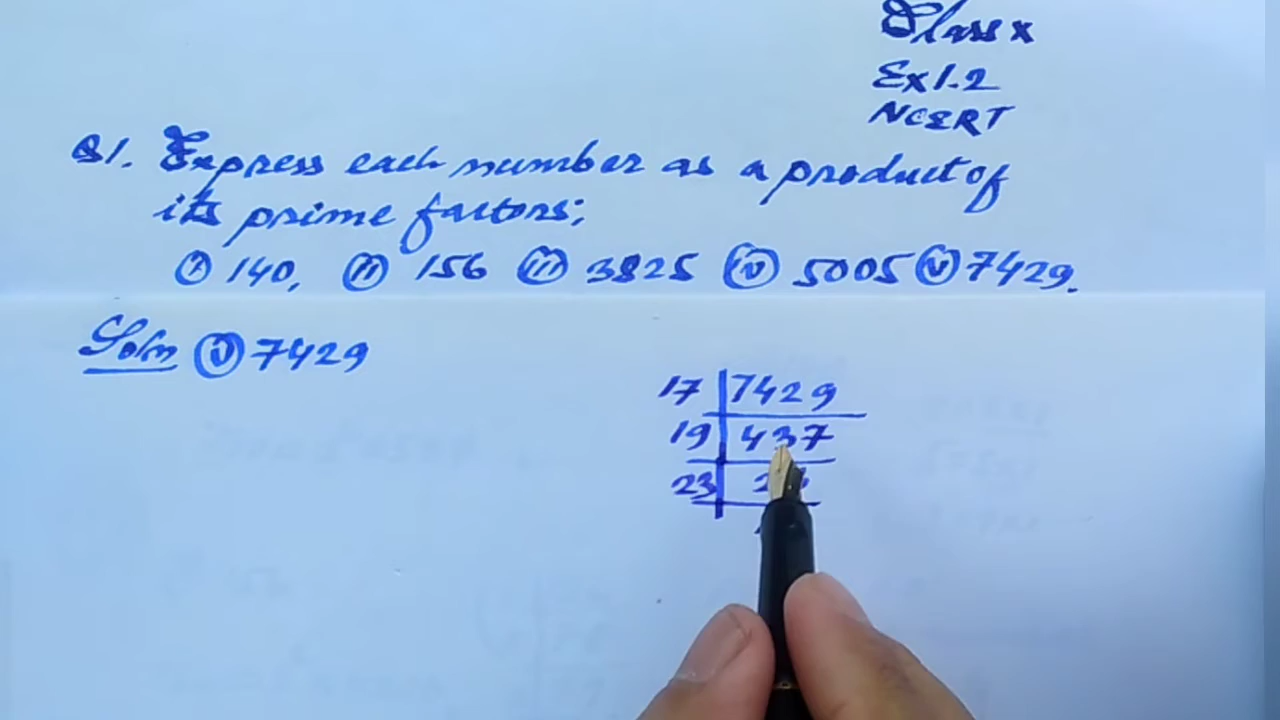 Class X
Ex 1.2
NCERT
Q1. Express each number as a product of
its prime factors;
(i) 140, (ii) 156 (iii) 3825 (iv) 5005 (v) 7429.
Soln (v) 7429
17 | 7429
19 | 437
23 |